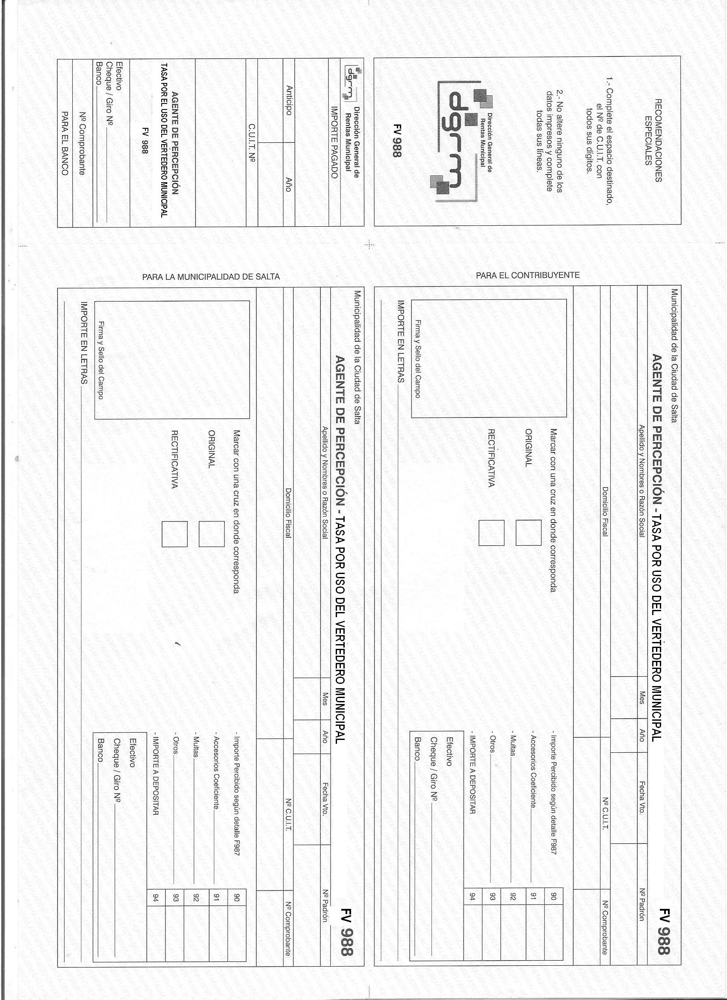 RECOMENDACIONES
ESPECIALES
1.- Complete el espacio destinado,
el Nº de C.U.I.T. con
todos sus dígitos.
2.- No altere ninguno de los
datos impresos y complete
todas sus líneas.
Dirección General de
Rentas Municipal
dgrm
FV 988
PARA EL CONTRIBUYENTE
Municipalidad de la Ciudad de Salta
AGENTE DE PERCEPCIÓN - TASA POR USO DEL VERTEDERO MUNICIPAL FV 988
Apellido y Nombres o Razón Social Mes Año Fecha Vto. Nº Padrón
Domicilio Fiscal Nº C.U.I.T. Nº Comprobante
Marcar con una cruz en donde corresponda
ORIGINAL
RECTIFICATIVA
Firma y Sello del Campo
- Importe Percibido según detalle F987 90
- Accesorios Coeficiente 91
- Multas 92
- Otros 93
- IMPORTE A DEPOSITAR 94
Efectivo
Cheque / Giro Nº
Banco
IMPORTE EN LETRAS
dgrm
Dirección General de
Rentas Municipal
IMPORTE PAGADO
Anticipo Año
C.U.I.T. Nº
AGENTE DE PERCEPCIÓN
TASA POR EL USO DEL VERTEDERO MUNICIPAL
FV 988
Efectivo
Cheque / Giro Nº
Banco
Nº Comprobante
PARA EL BANCO
PARA LA MUNICIPALIDAD DE SALTA
Municipalidad de la Ciudad de Salta
AGENTE DE PERCEPCIÓN - TASA POR USO DEL VERTEDERO MUNICIPAL FV 988
Apellido y Nombres o Razón Social Mes Año Fecha Vto. Nº Padrón
Domicilio Fiscal Nº C.U.I.T. Nº Comprobante
Marcar con una cruz en donde corresponda
ORIGINAL
RECTIFICATIVA
Firma y Sello del Campo
- Importe Percibido según detalle F987 90
- Accesorios Coeficiente 91
- Multas 92
- Otros 93
- IMPORTE A DEPOSITAR 94
Efectivo
Cheque / Giro Nº
Banco
IMPORTE EN LETRAS